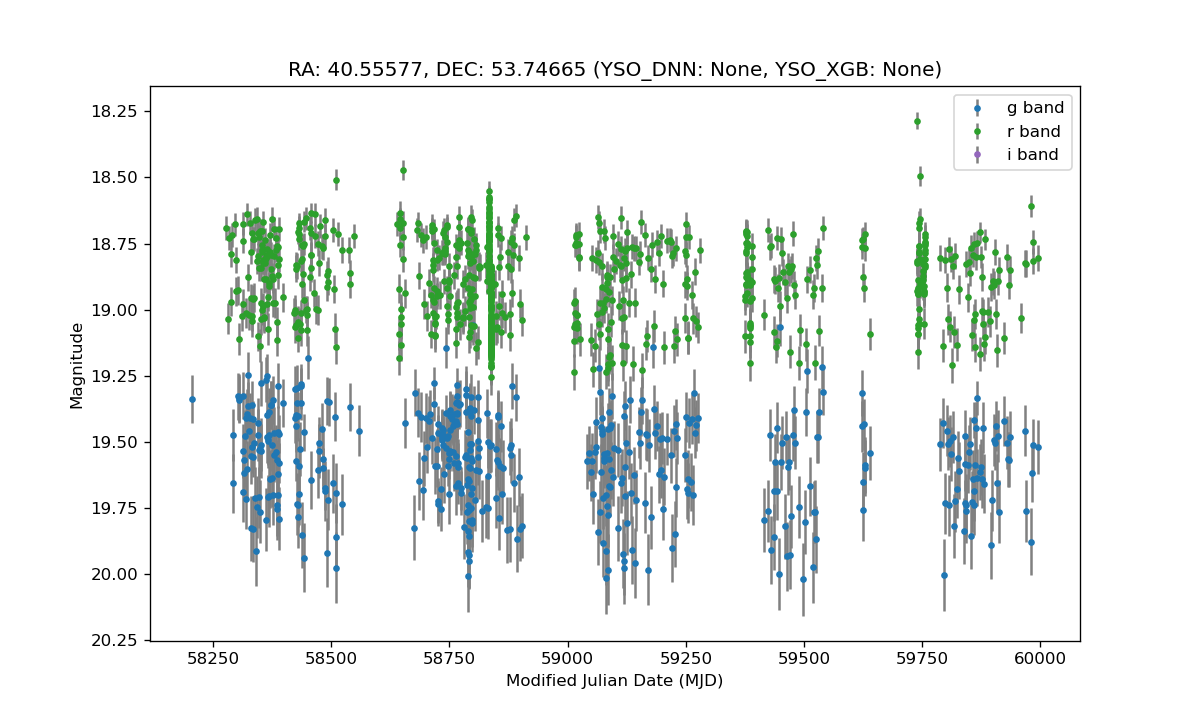 RA: 40.55577, DEC: 53.74665 (YSO_DNN: None, YSO_XGB: None)
g band
r band
i band
18.25
18.50
18.75
19.00
19.25
19.50
19.75
20.00
20.25
Magnitude
58250 58500 58750 59000 59250 59500 59750 60000
Modified Julian Date (MJD)